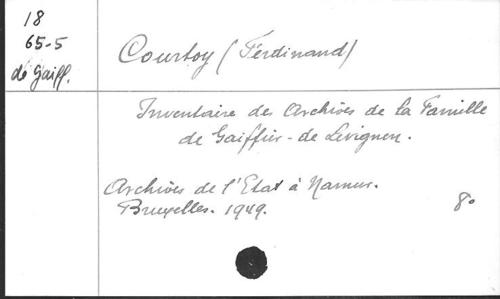 18
65-5
de Gaiff.
Courtoy (Ferdinand)
Inventaire des Archives de la Famille
de Gaiffier - de Levignen.
Archives de l'Etat à Namur.
Bruxelles. 1949.
8°